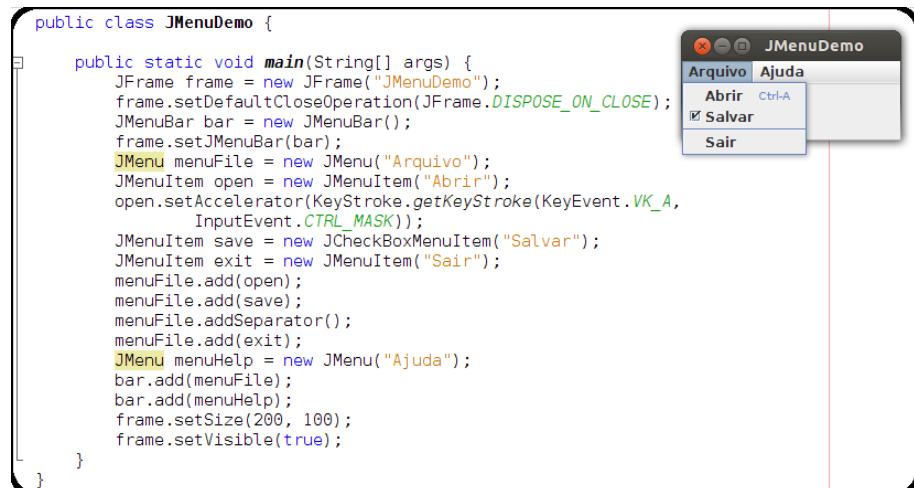 public class JMenuDemo {
public static void main(String[] args) {
JFrame frame = new JFrame("JMenuDemo");
frame.setDefaultCloseOperation(JFrame.DISPOSE_ON_CLOSE);
JMenuBar bar = new JMenuBar();
frame.setJMenuBar(bar);
JMenu menuFile = new JMenu("Arquivo");
JMenuItem open = new JMenuItem("Abrir");
open.setAccelerator(KeyStroke.getKeyStroke(KeyEvent.VK_A,
InputEvent.CTRL_MASK));
JMenuItem save = new JCheckBoxMenuItem("Salvar");
JMenuItem exit = new JMenuItem("Sair");
menuFile.add(open);
menuFile.add(save);
menuFile.addSeparator();
menuFile.add(exit);
JMenu menuHelp = new JMenu("Ajuda");
bar.add(menuFile);
bar.add(menuHelp);
frame.setSize(200, 100);
frame.setVisible(true);
}
}
JMenuDemo
Arquivo Ajuda
Abrir Ctrl-A
Salvar
Sair